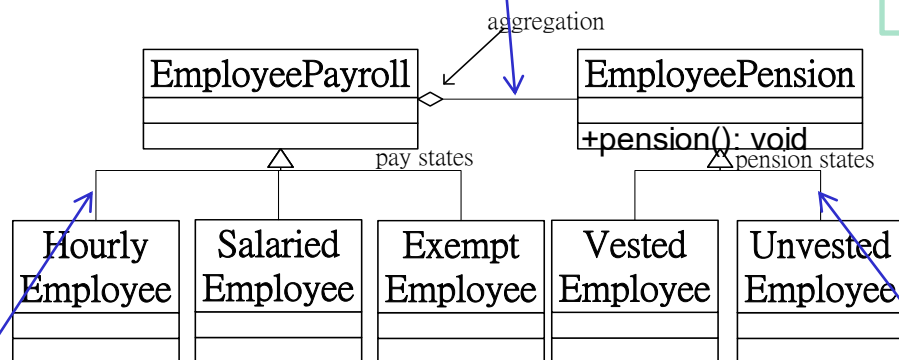 aggregation
EmployeePayroll
EmployeePension
+pension(): void
pay states
pension states
Hourly
Employee
Salaried
Employee
Exempt
Employee
Vested
Employee
Unvested
Employee